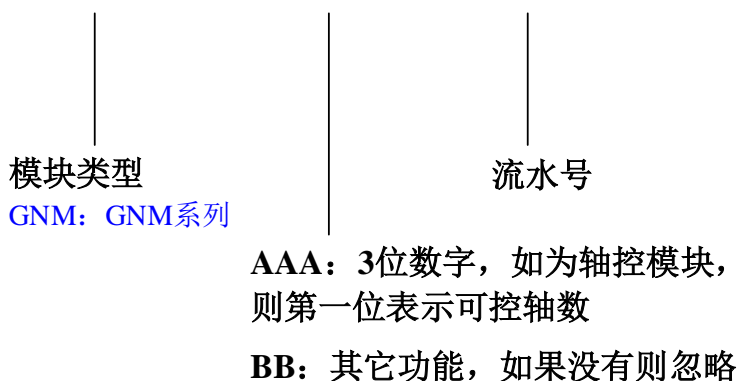 模块类型
流水号
GNM：GNM系列
AAA：3位数字，如为轴控模块，
则第一位表示可控轴数
BB：其它功能，如果没有则忽略